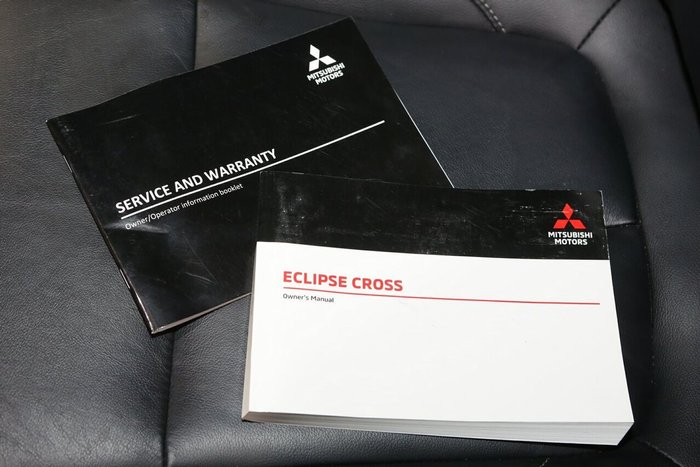 MITSUBISHI
MOTORS
SERVICE AND WARRANTY
Owner/Operator information booklet
MITSUBISHI
MOTORS
ECLIPSE CROSS
Owner's Manual